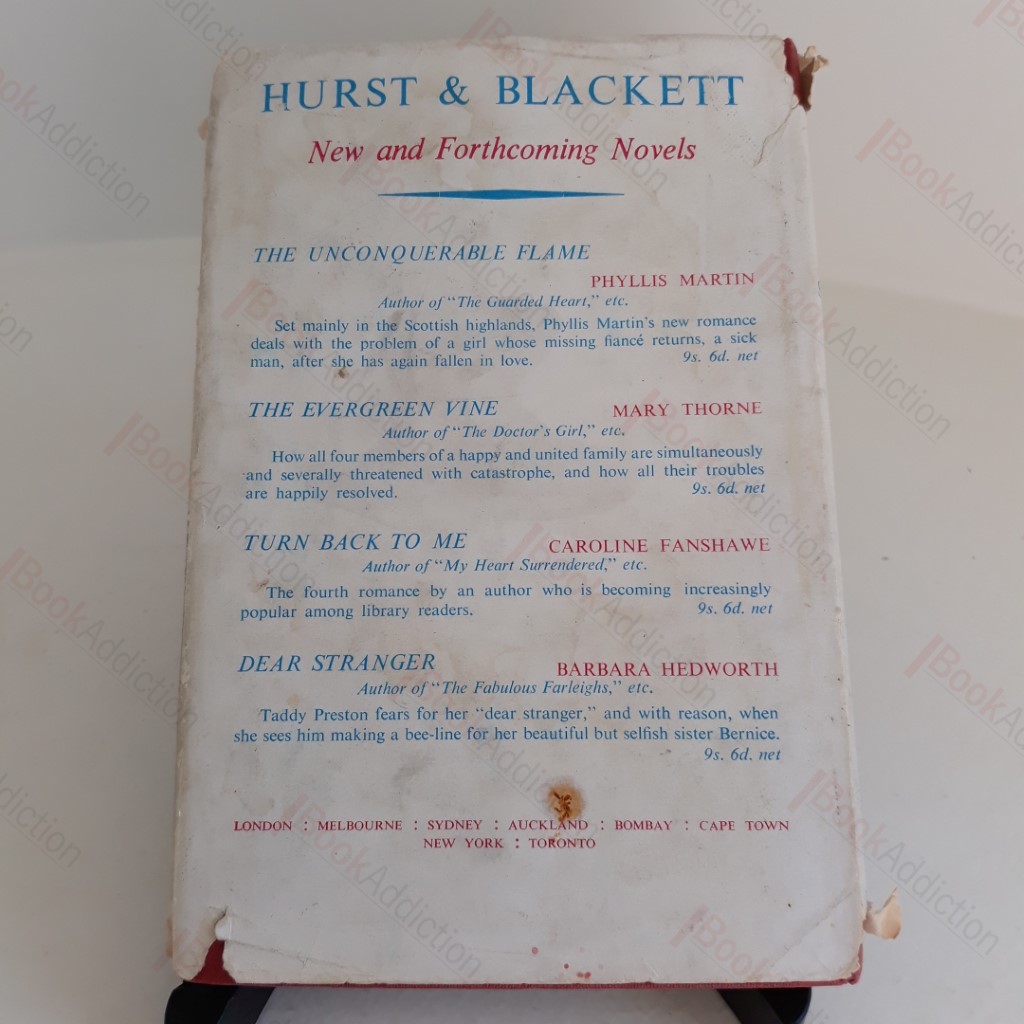 HURST & BLACKETT
New and Forthcoming Novels
THE UNCONQUERABLE FLAME
PHYLLIS MARTIN
Author of "The Guarded Heart," etc.
Set mainly in the Scottish highlands, Phyllis Martin's new romance
deals with the problem of a girl whose missing fiancé returns, a sick
man, after she has again fallen in love. 9s. 6d. net
THE EVERGREEN VINE MARY THORNE
Author of "The Doctor's Girl," etc.
How all four members of a happy and united family are simultaneously
and severally threatened with catastrophe, and how all their troubles
are happily resolved. 9s. 6d. net
TURN BACK TO ME CAROLINE FANSHAWE
Author of "My Heart Surrendered," etc.
The fourth romance by an author who is becoming increasingly
popular among library readers. 9s. 6d. net
DEAR STRANGER BARBARA HEDWORTH
Author of "The Fabulous Farleighs," etc.
Taddy Preston fears for her "dear stranger," and with reason, when
she sees him making a bee-line for her beautiful but selfish sister Bernice.
9s. 6d. net
LONDON : MELBOURNE : SYDNEY : AUCKLAND : BOMBAY : CAPE TOWN
NEW YORK : TORONTO
BookAddiction